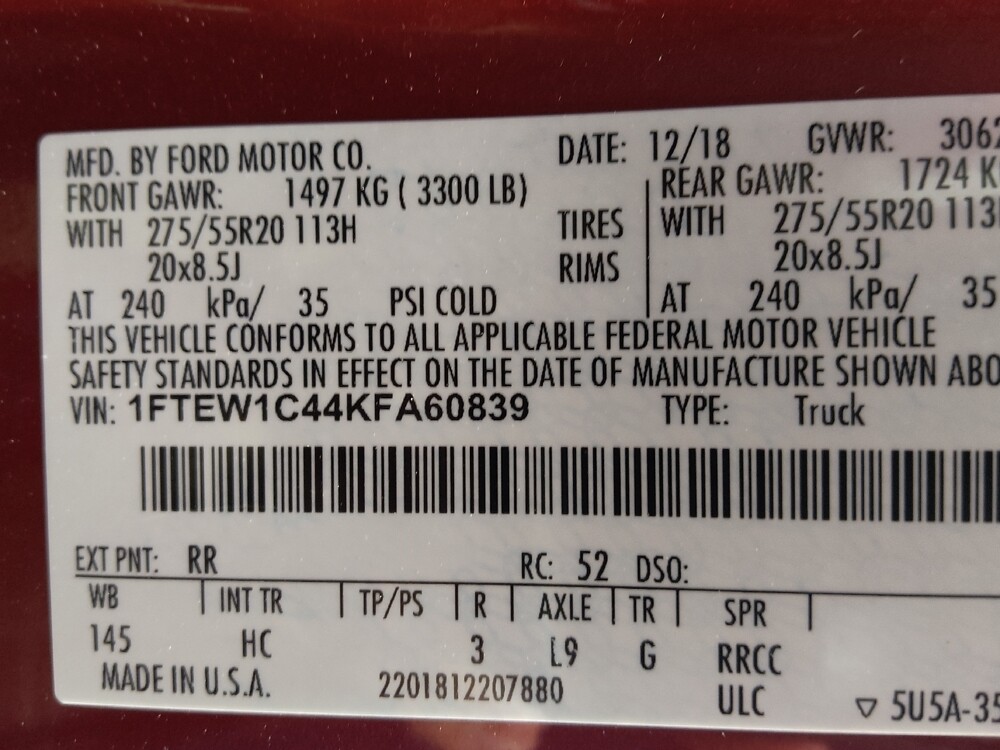 MFD. BY FORD MOTOR CO. DATE: 12/18 GVWR: 3062
FRONT GAWR: 1497 KG ( 3300 LB) REAR GAWR: 1724 K
WITH 275/55R20 113H TIRES WITH 275/55R20 113
20x8.5J RIMS 20x8.5J
AT 240 kPa/ 35 PSI COLD AT 240 kPa/ 35
THIS VEHICLE CONFORMS TO ALL APPLICABLE FEDERAL MOTOR VEHICLE
SAFETY STANDARDS IN EFFECT ON THE DATE OF MANUFACTURE SHOWN ABO
VIN: 1FTEW1C44KFA60839 TYPE: Truck
EXT PNT: RR RC: 52 DSO:
WB INT TR TP/PS R AXLE TR SPR
145 HC 3 L9 G RRCC
MADE IN U.S.A. 2201812207880 ULC ▽ 5U5A-35